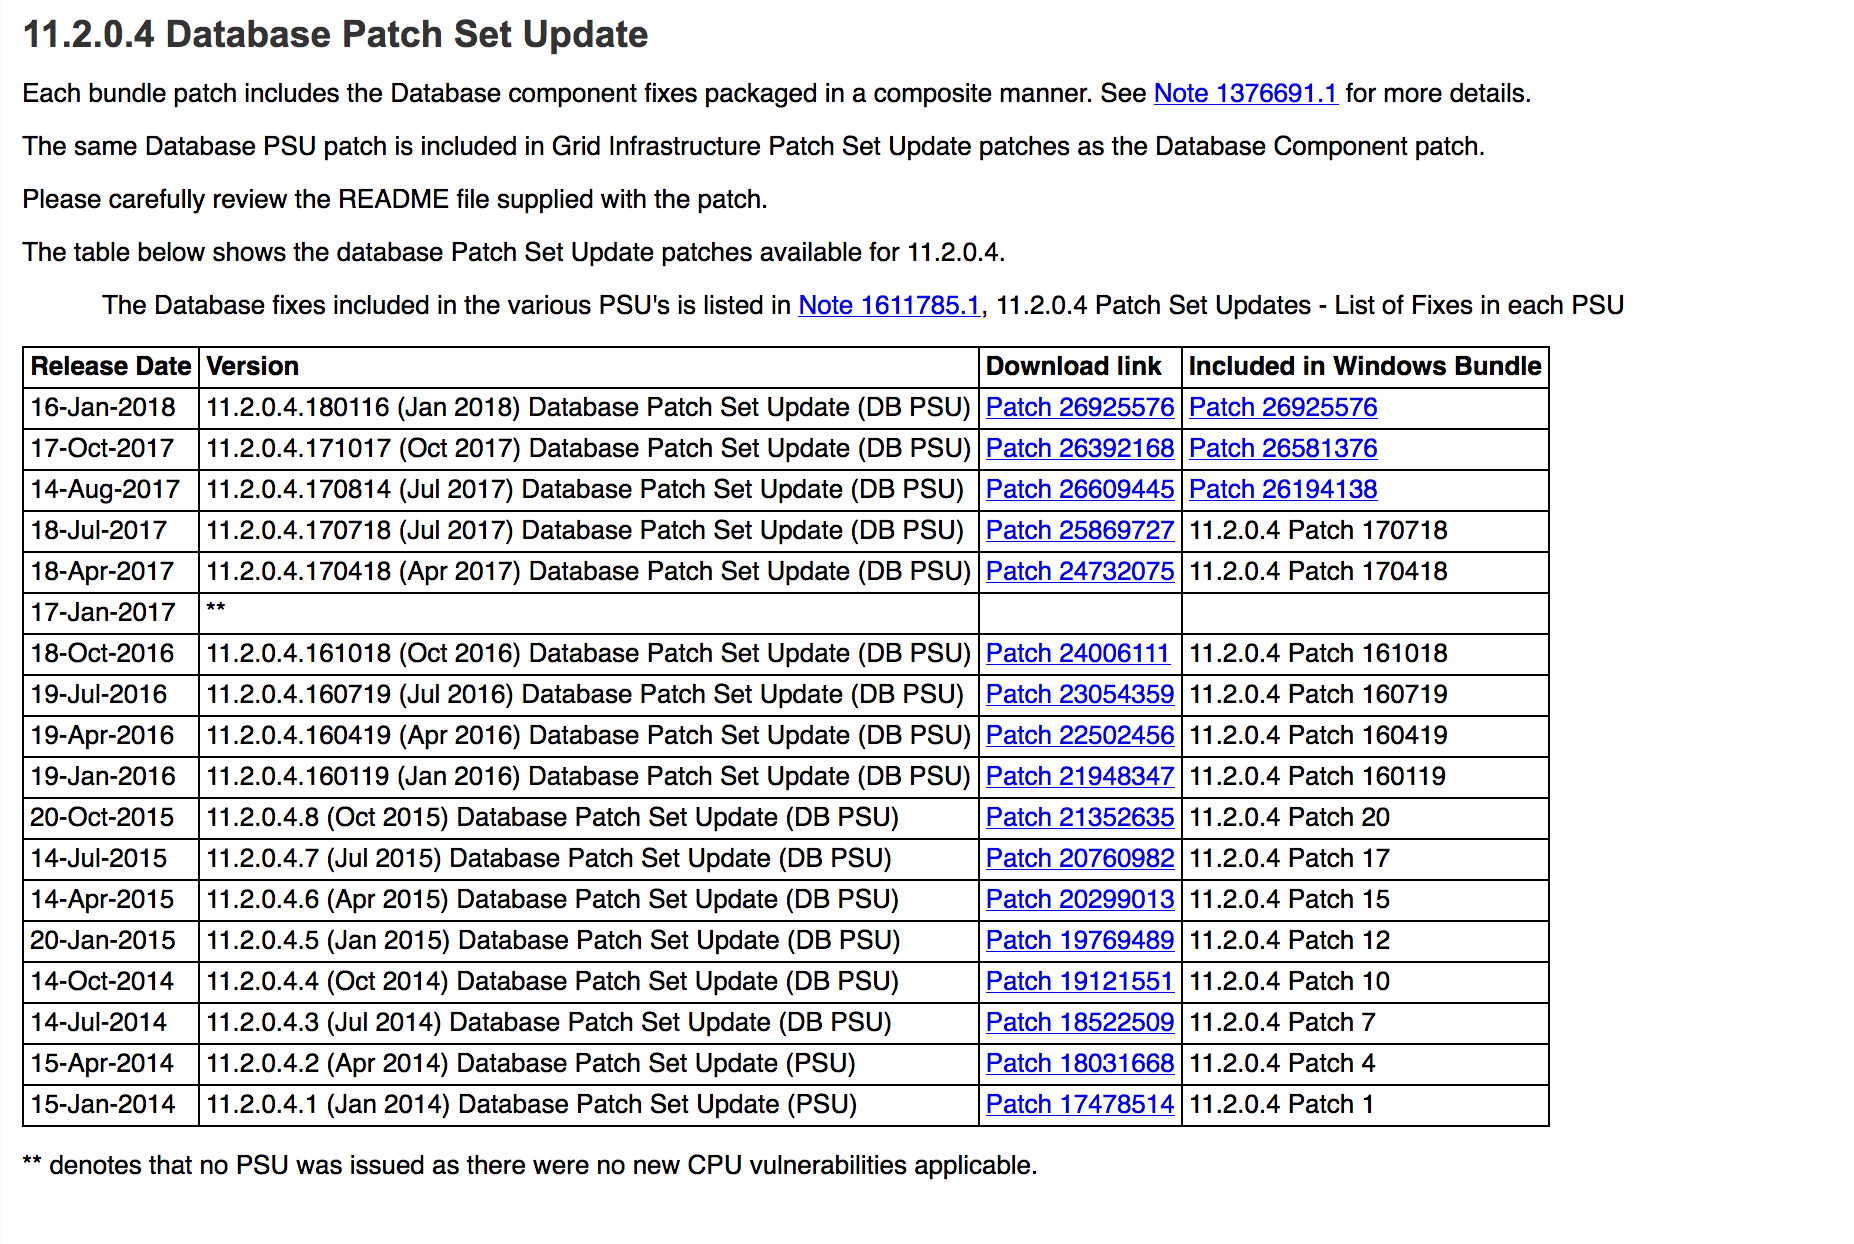 11.2.0.4 Database Patch Set Update
Each bundle patch includes the Database component fixes packaged in a composite manner. See Note 1376691.1 for more details.
The same Database PSU patch is included in Grid Infrastructure Patch Set Update patches as the Database Component patch.
Please carefully review the README file supplied with the patch.
The table below shows the database Patch Set Update patches available for 11.2.0.4.
The Database fixes included in the various PSU's is listed in Note 1611785.1, 11.2.0.4 Patch Set Updates - List of Fixes in each PSU
Release Date Version Download link Included in Windows Bundle
16-Jan-2018 11.2.0.4.180116 (Jan 2018) Database Patch Set Update (DB PSU) Patch 26925576 Patch 26925576
17-Oct-2017 11.2.0.4.171017 (Oct 2017) Database Patch Set Update (DB PSU) Patch 26392168 Patch 26581376
14-Aug-2017 11.2.0.4.170814 (Jul 2017) Database Patch Set Update (DB PSU) Patch 26609445 Patch 26194138
18-Jul-2017 11.2.0.4.170718 (Jul 2017) Database Patch Set Update (DB PSU) Patch 25869727 11.2.0.4 Patch 170718
18-Apr-2017 11.2.0.4.170418 (Apr 2017) Database Patch Set Update (DB PSU) Patch 24732075 11.2.0.4 Patch 170418
17-Jan-2017 **
18-Oct-2016 11.2.0.4.161018 (Oct 2016) Database Patch Set Update (DB PSU) Patch 24006111 11.2.0.4 Patch 161018
19-Jul-2016 11.2.0.4.160719 (Jul 2016) Database Patch Set Update (DB PSU) Patch 23054359 11.2.0.4 Patch 160719
19-Apr-2016 11.2.0.4.160419 (Apr 2016) Database Patch Set Update (DB PSU) Patch 22502456 11.2.0.4 Patch 160419
19-Jan-2016 11.2.0.4.160119 (Jan 2016) Database Patch Set Update (DB PSU) Patch 21948347 11.2.0.4 Patch 160119
20-Oct-2015 11.2.0.4.8 (Oct 2015) Database Patch Set Update (DB PSU) Patch 21352635 11.2.0.4 Patch 20
14-Jul-2015 11.2.0.4.7 (Jul 2015) Database Patch Set Update (DB PSU) Patch 20760982 11.2.0.4 Patch 17
14-Apr-2015 11.2.0.4.6 (Apr 2015) Database Patch Set Update (DB PSU) Patch 20299013 11.2.0.4 Patch 15
20-Jan-2015 11.2.0.4.5 (Jan 2015) Database Patch Set Update (DB PSU) Patch 19769489 11.2.0.4 Patch 12
14-Oct-2014 11.2.0.4.4 (Oct 2014) Database Patch Set Update (DB PSU) Patch 19121551 11.2.0.4 Patch 10
14-Jul-2014 11.2.0.4.3 (Jul 2014) Database Patch Set Update (DB PSU) Patch 18522509 11.2.0.4 Patch 7
15-Apr-2014 11.2.0.4.2 (Apr 2014) Database Patch Set Update (PSU) Patch 18031668 11.2.0.4 Patch 4
15-Jan-2014 11.2.0.4.1 (Jan 2014) Database Patch Set Update (PSU) Patch 17478514 11.2.0.4 Patch 1
** denotes that no PSU was issued as there were no new CPU vulnerabilities applicable.